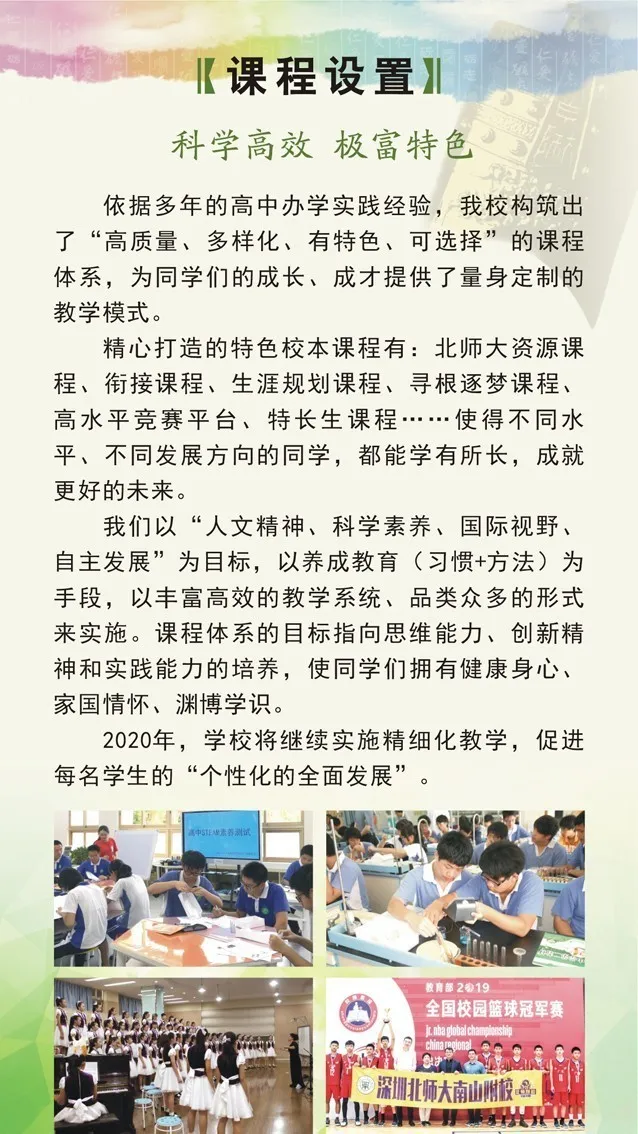 课程设置
科学高效 极富特色
依据多年的高中办学实践经验，我校构筑出
了“高质量、多样化、有特色、可选择”的课程
体系，为同学们的成长、成才提供了量身定制的
教学模式。
精心打造的特色校本课程有：北师大资源课
程、衔接课程、生涯规划课程、寻根逐梦课程、
高水平竞赛平台、特长生课程……使得不同水
平、不同发展方向的同学，都能学有所长，成就
更好的未来。
我们以“人文精神、科学素养、国际视野、
自主发展”为目标，以养成教育（习惯+方法）为
手段，以丰富高效的教学系统、品类众多的形式
来实施。课程体系的目标指向思维能力、创新精
神和实践能力的培养，使同学们拥有健康身心、
家国情怀、渊博学识。
2020年，学校将继续实施精细化教学，促进
每名学生的“个性化的全面发展”。
教育部 2019
全国校园篮球冠军赛
jr. nba global championship
china regional
深圳北师大南山附校